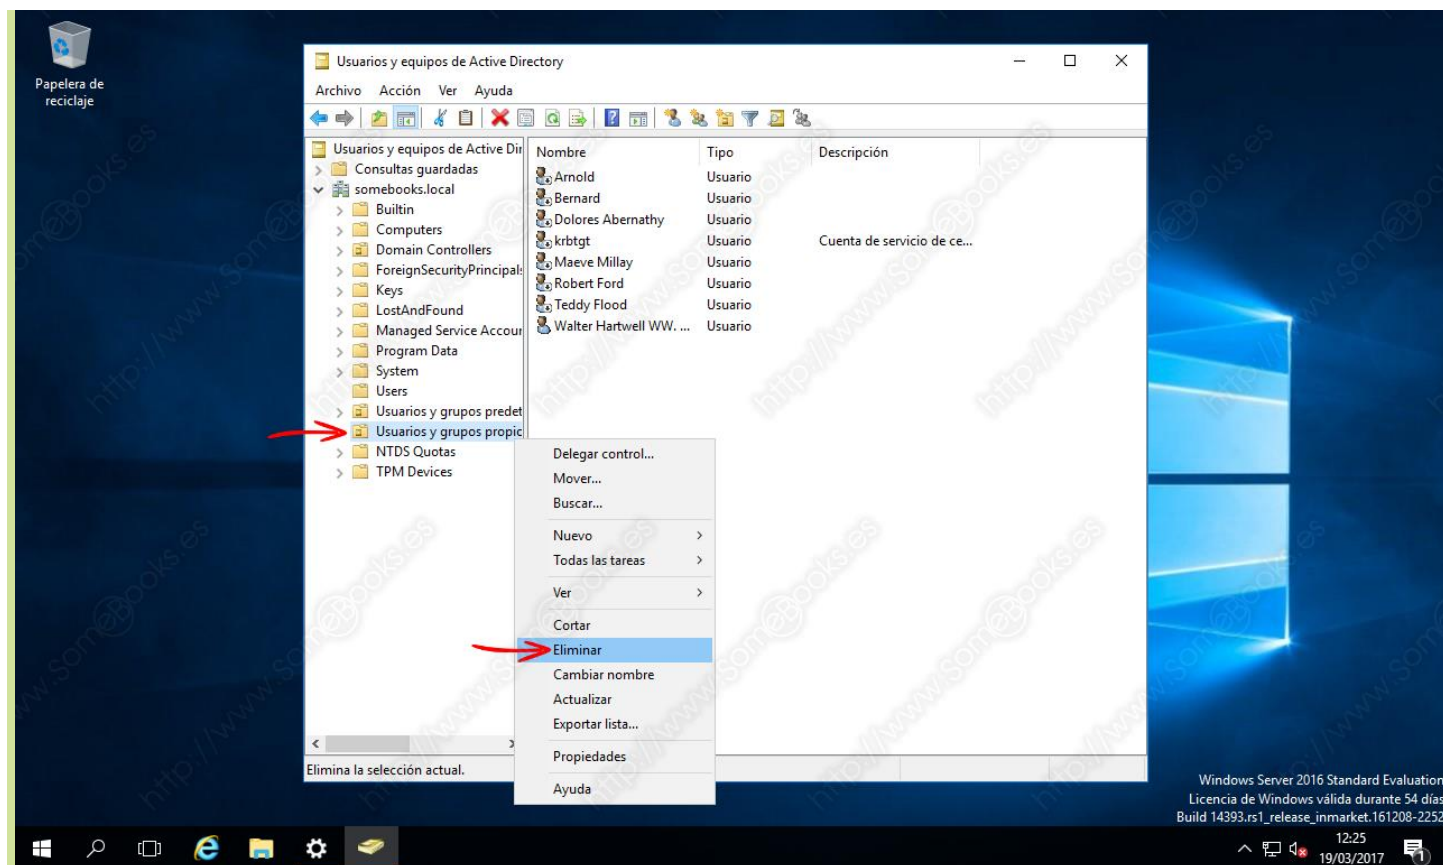 Papelera de
reciclaje
Usuarios y equipos de Active Directory
Archivo Acción Ver Ayuda
Usuarios y equipos de Active Dir
Consultas guardadas
somebooks.local
Builtin
Computers
Domain Controllers
ForeignSecurityPrincipals
Keys
LostAndFound
Managed Service Accour
Program Data
System
Users
Usuarios y grupos predet
Usuarios y grupos propic
NTDS Quotas
TPM Devices
Nombre Tipo Descripción
Arnold Usuario
Bernard Usuario
Dolores Abernathy Usuario
krbtgt Usuario Cuenta de servicio de ce...
Maeve Millay Usuario
Robert Ford Usuario
Teddy Flood Usuario
Walter Hartwell WW. ... Usuario
Delegar control...
Mover...
Buscar...
Nuevo
Todas las tareas
Ver
Cortar
Eliminar
Cambiar nombre
Actualizar
Exportar lista...
Propiedades
Ayuda
Elimina la selección actual.
Windows Server 2016 Standard Evaluation
Licencia de Windows válida durante 54 días
Build 14393.rs1_release_inmarket.161208-2252
12:25
19/03/2017
1
http://www.SomeBooks.es